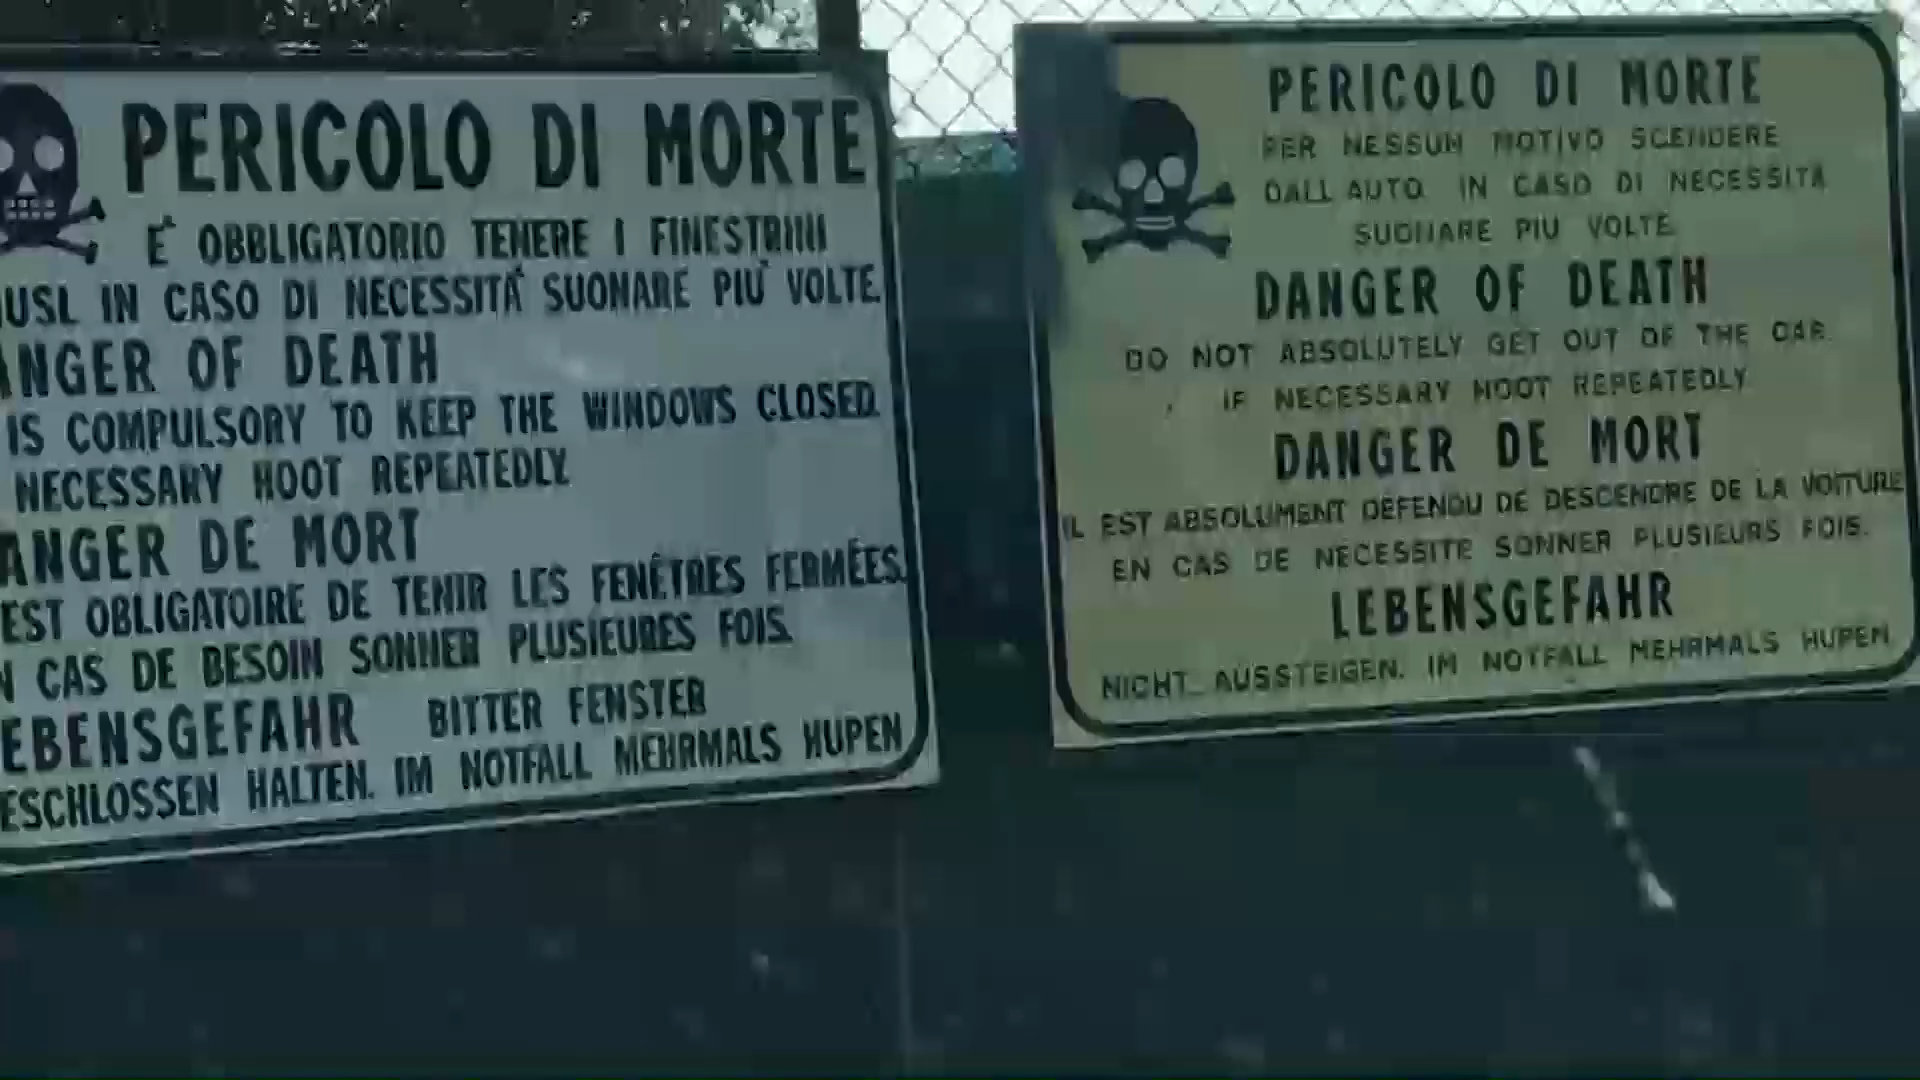 PERICOLO DI MORTE
É OBBLIGATORIO TENERE I FINESTRINI
IUSI. IN CASO DI NECESSITÁ SUONARE PIÚ VOLTE.
ANGER OF DEATH
IS COMPULSORY TO KEEP THE WINDOWS CLOSED.
NECESSARY HOOT REPEATEDLY.
ANGER DE MORT
EST OBLIGATOIRE DE TENIR LES FENÊTRES FERMÉES.
N CAS DE BESOIN SONNER PLUSIEURES FOIS.
EBENSGEFAHR BITTER FENSTER
ESCHLOSSEN HALTEN. IM NOTFALL MEHRMALS HUPEN
PERICOLO DI MORTE
PER NESSUN MOTIVO SCENDERE
DALL AUTO. IN CASO DI NECESSITA
SUONARE PIU VOLTE
DANGER OF DEATH
DO NOT ABSOLUTELY GET OUT OF THE CAR.
IF NECESSARY HOOT REPEATEDLY
DANGER DE MORT
IL EST ABSOLUMENT DEFENDU DE DESCENDRE DE LA VOITURE
EN CAS DE NECESSITE SONNER PLUSIEURS FOIS.
LEBENSGEFAHR
NICHT AUSSTEIGEN. IM NOTFALL MEHRMALS HUPEN